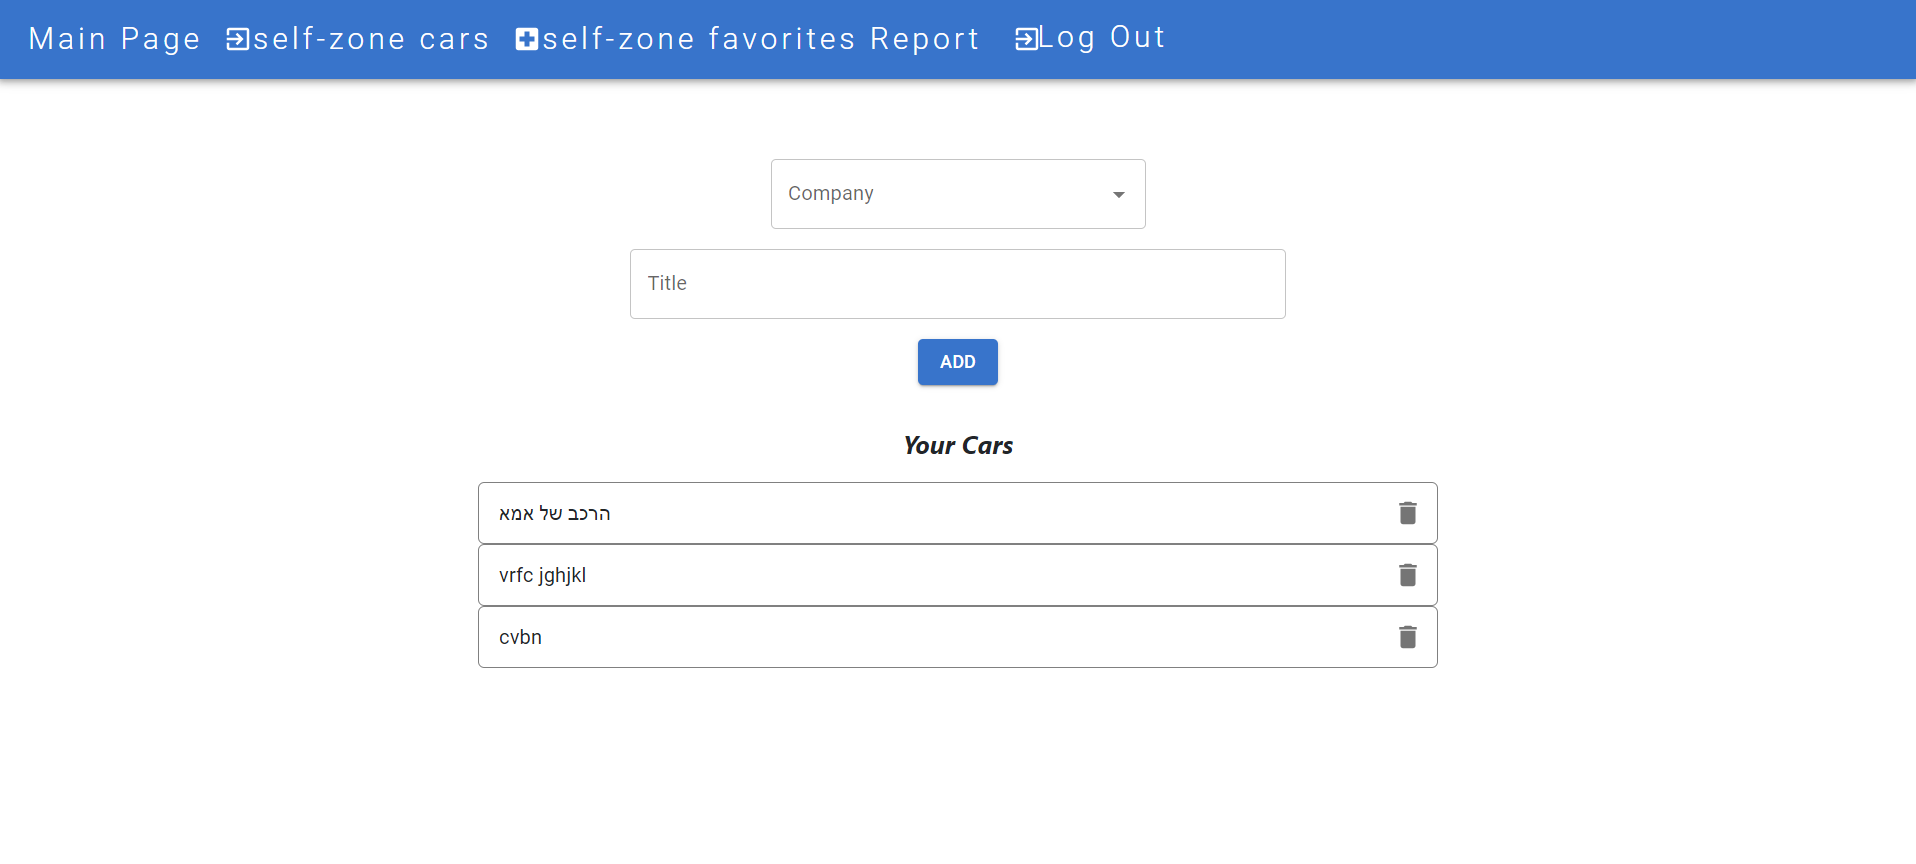 Main Page self-zone cars self-zone favorites Report Log Out
Company
Title
ADD
Your Cars
הרכב של אמא
vrfc jghjkl
cvbn